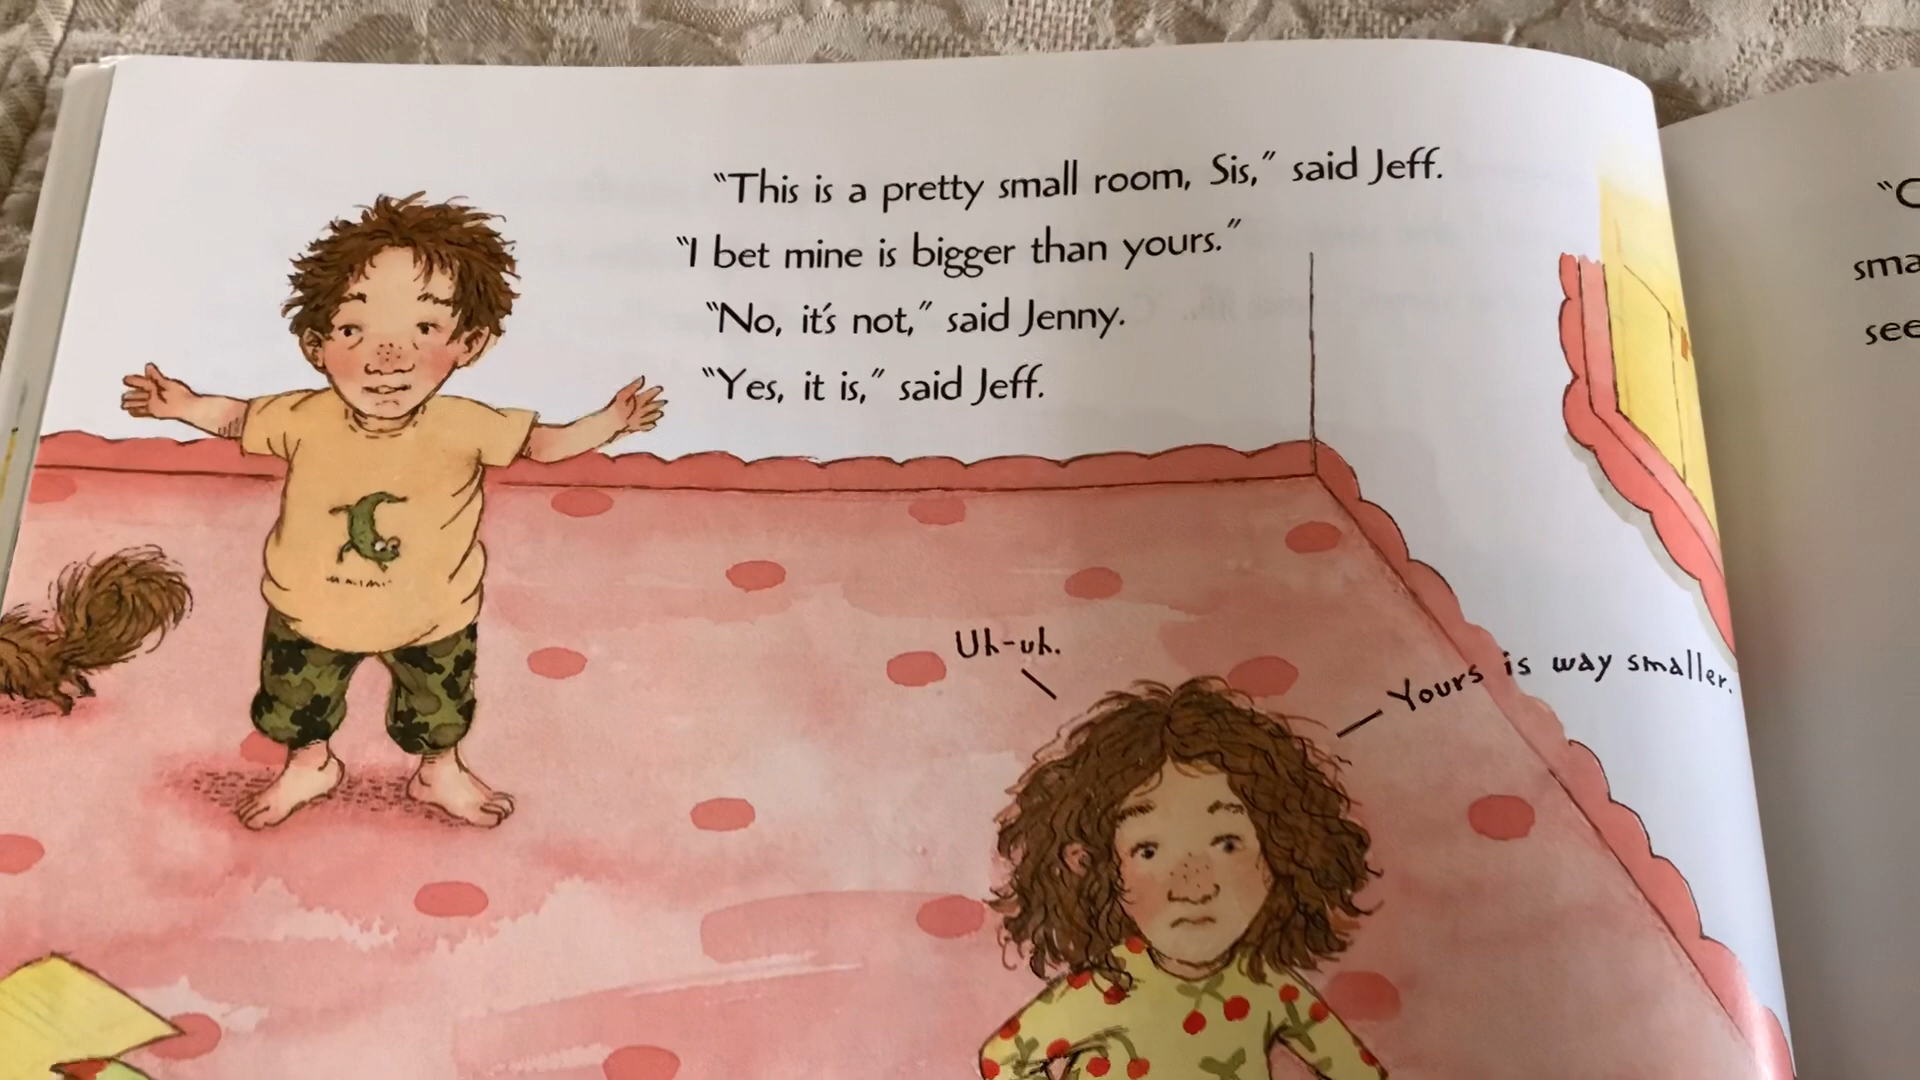 “This is a pretty small room, Sis,” said Jeff.
“I bet mine is bigger than yours.”
“No, it’s not,” said Jenny.
“Yes, it is,” said Jeff.
Uh-uh.
Yours is way smaller.
see